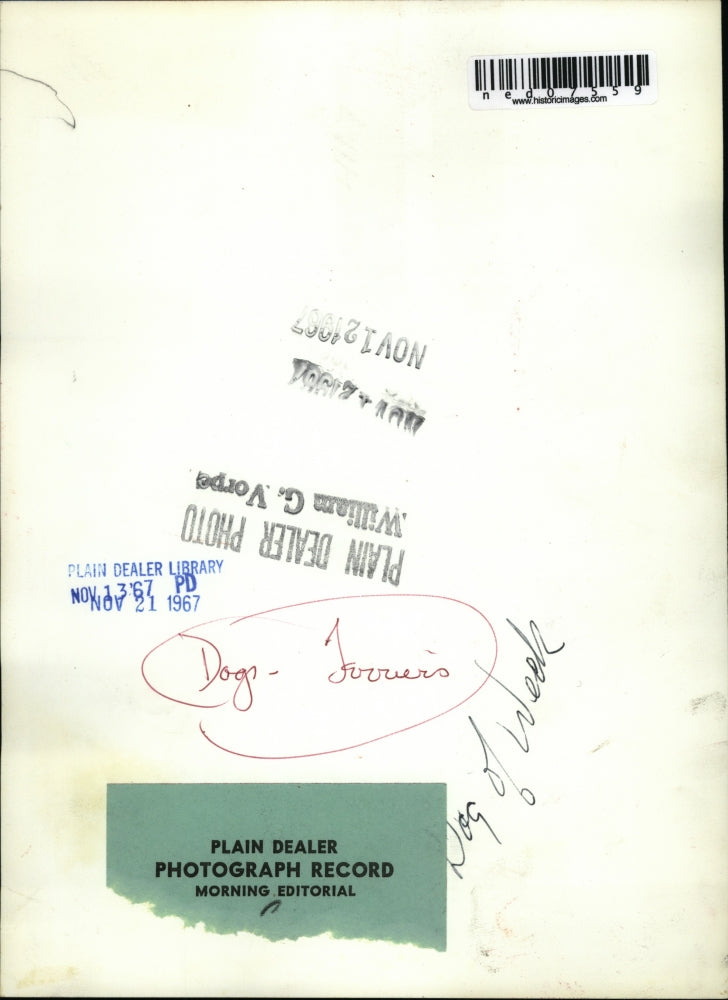 ned07559
www.historicimages.com
NOV 12 1967
PLAIN DEALER PHOTO
William G. Vorpe
PLAIN DEALER LIBRARY
NOV 13'67 PD
NOV 21 1967
Dogs - Terriers
Dog of Week
PLAIN DEALER
PHOTOGRAPH RECORD
MORNING EDITORIAL